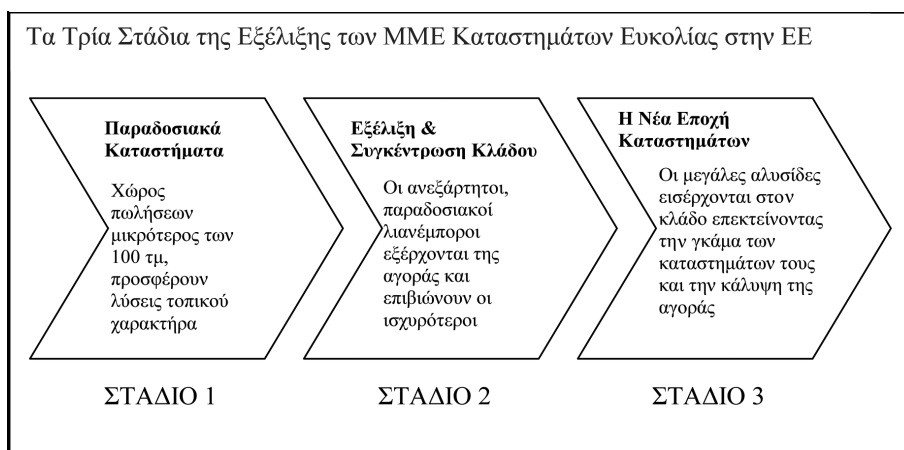 Τα Τρία Στάδια της Εξέλιξης των ΜΜΕ Καταστημάτων Ευκολίας στην ΕΕ
Παραδοσιακά
Καταστήματα
Χώρος
πωλήσεων
μικρότερος των
100 τμ,
προσφέρουν
λύσεις τοπικού
χαρακτήρα
ΣΤΑΔΙΟ 1
Εξέλιξη &
Συγκέντρωση Κλάδου
Οι ανεξάρτητοι,
παραδοσιακοί
λιανέμποροι
εξέρχονται της
αγοράς και
επιβιώνουν οι
ισχυρότεροι
ΣΤΑΔΙΟ 2
Η Νέα Εποχή
Καταστημάτων
Οι μεγάλες αλυσίδες
εισέρχονται στον
κλάδο επεκτείνοντας
την γκάμα των
καταστημάτων τους
και την κάλυψη της
αγοράς
ΣΤΑΔΙΟ 3